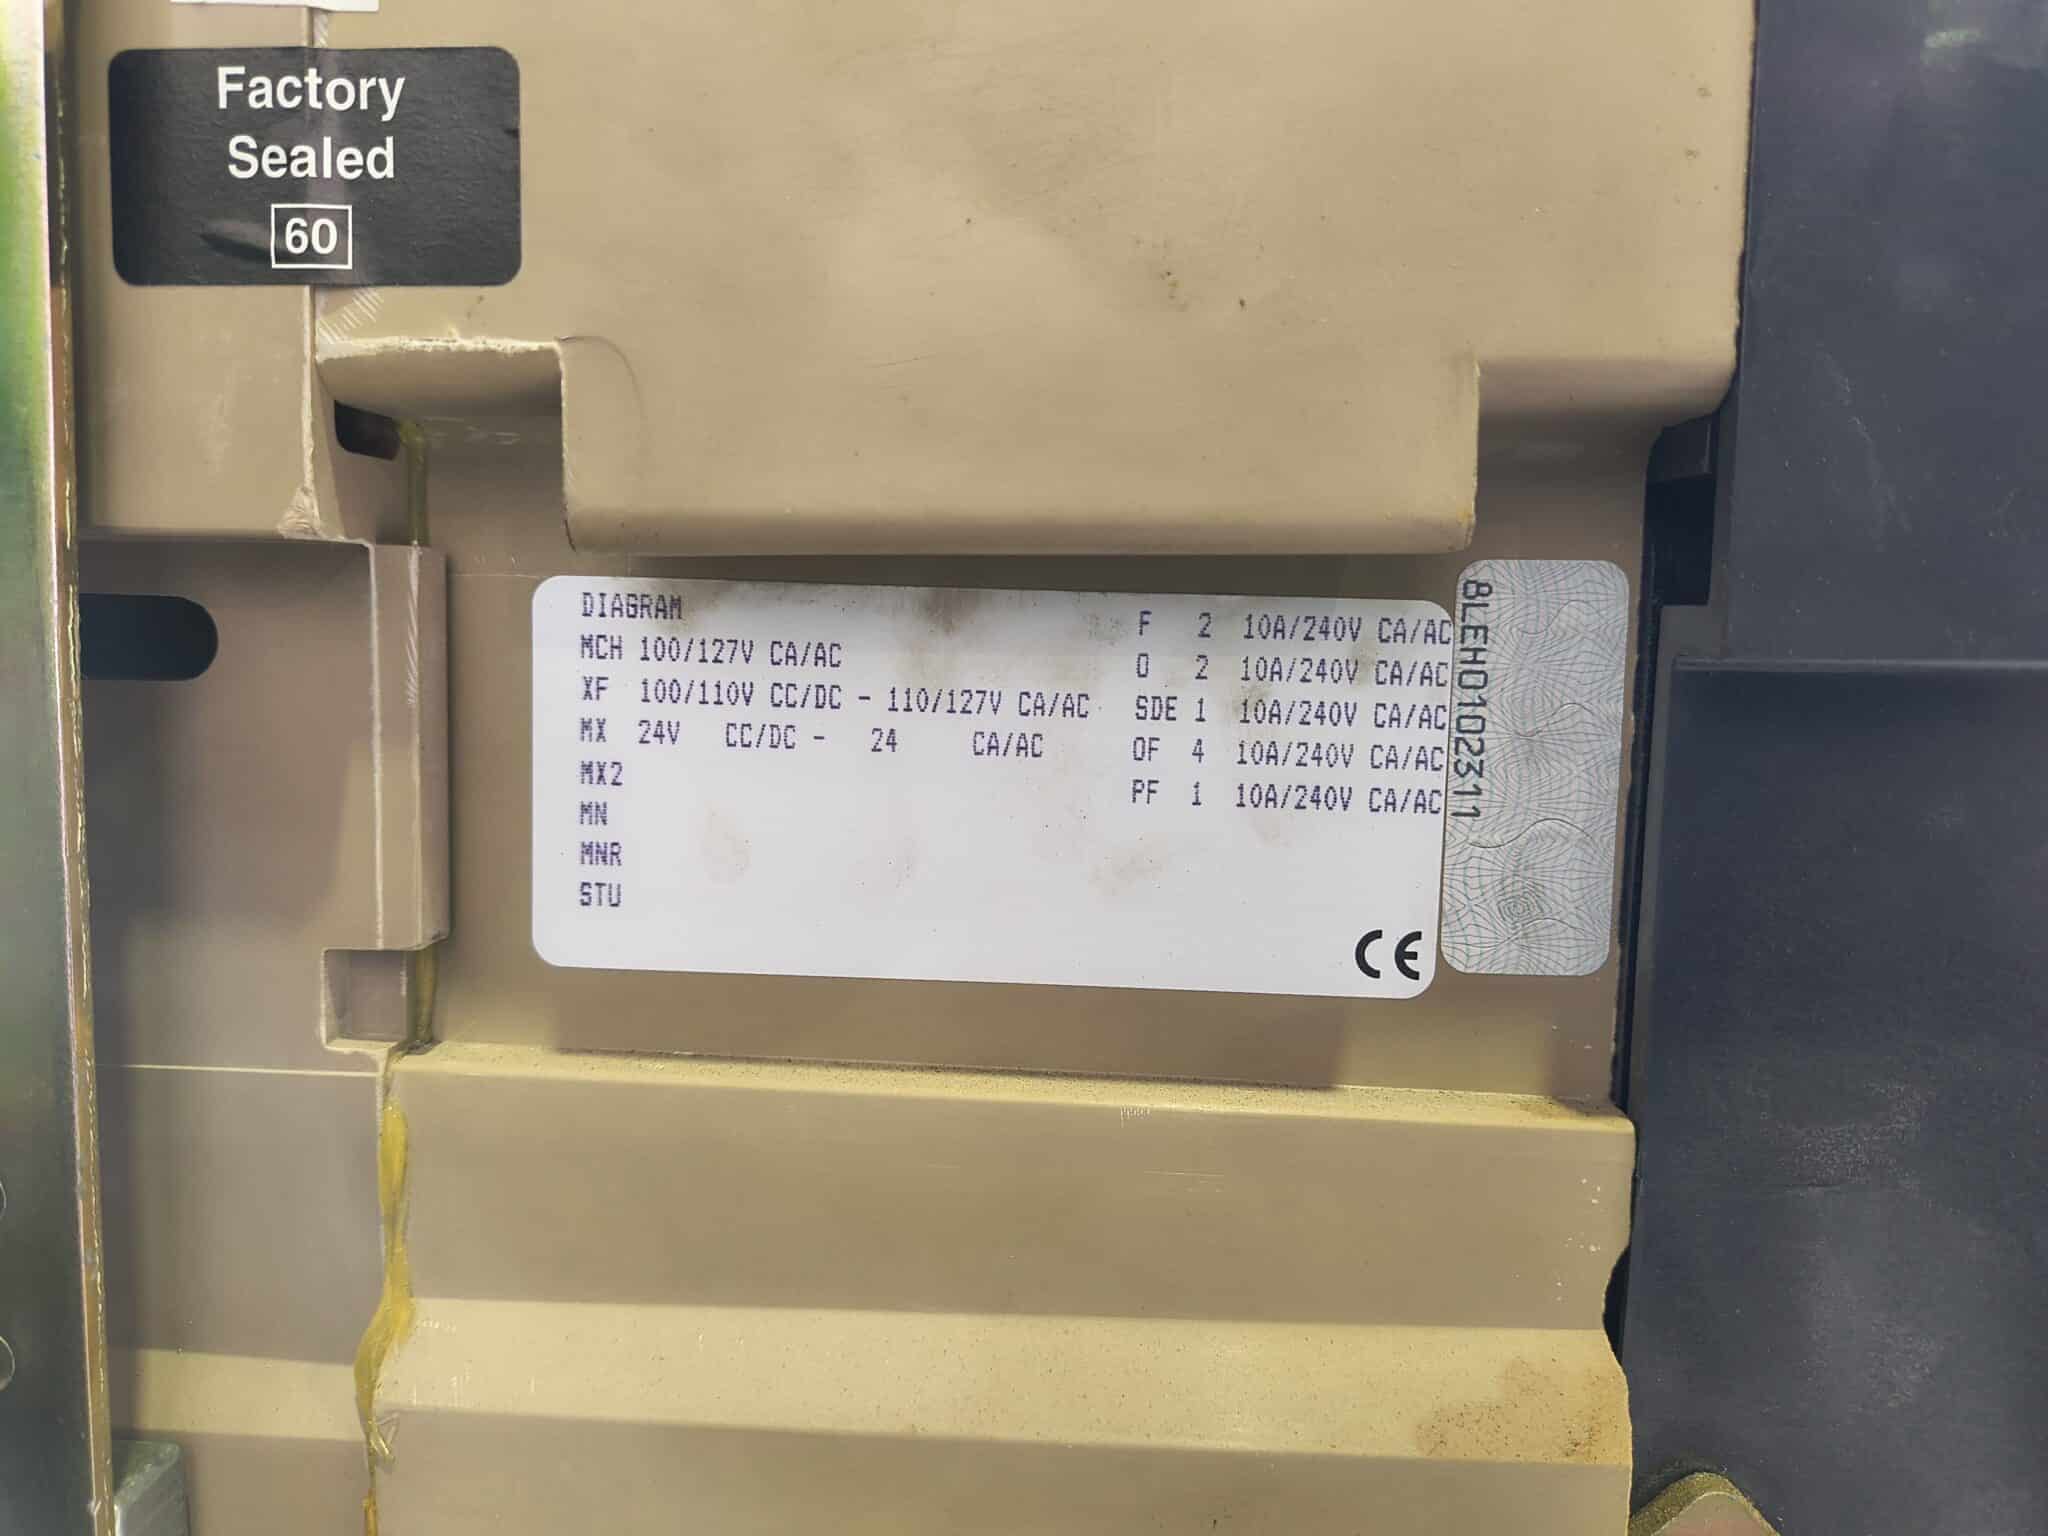 Factory
Sealed
60
DIAGRAM
MCH 100/127V CA/AC
XF 100/110V CC/DC - 110/127V CA/AC
MX 24V CC/DC - 24 CA/AC
MX2
MN
MNR
STU
F 2 10A/240V CA/AC
O 2 10A/240V CA/AC
SDE 1 10A/240V CA/AC
OF 4 10A/240V CA/AC
PF 1 10A/240V CA/AC
CE
8LEH0102311